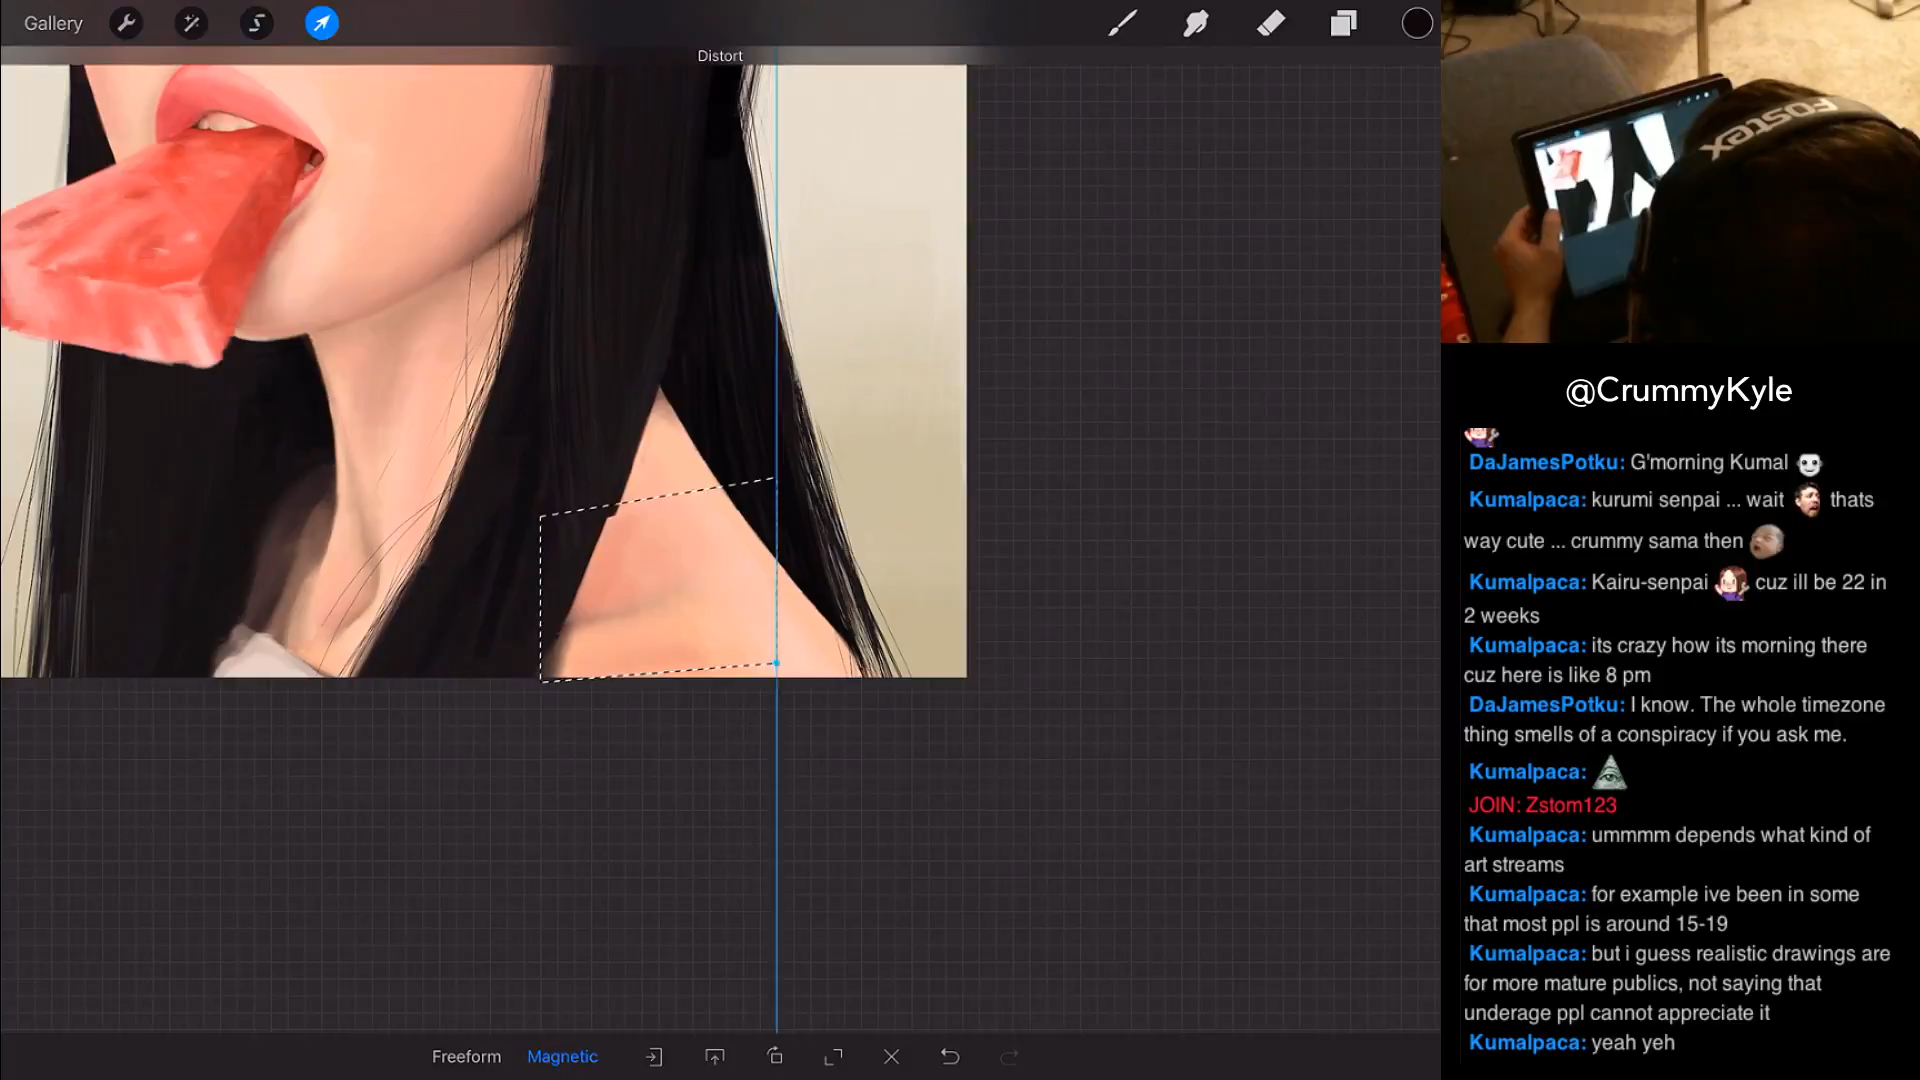 Gallery
Distort
FOSTEX
@CrummyKyle
DaJamesPotku: G'morning Kumal
Kumalpaca: kurumi senpai ... wait thats
way cute ... crummy sama then
Kumalpaca: Kairu-senpai cuz ill be 22 in
2 weeks
Kumalpaca: its crazy how its morning there
cuz here is like 8 pm
DaJamesPotku: I know. The whole timezone
thing smells of a conspiracy if you ask me.
Kumalpaca:
JOIN: Zstom123
Kumalpaca: ummmm depends what kind of
art streams
Kumalpaca: for example ive been in some
that most ppl is around 15-19
Kumalpaca: but i guess realistic drawings are
for more mature publics, not saying that
underage ppl cannot appreciate it
Kumalpaca: yeah yeh
Freeform Magnetic